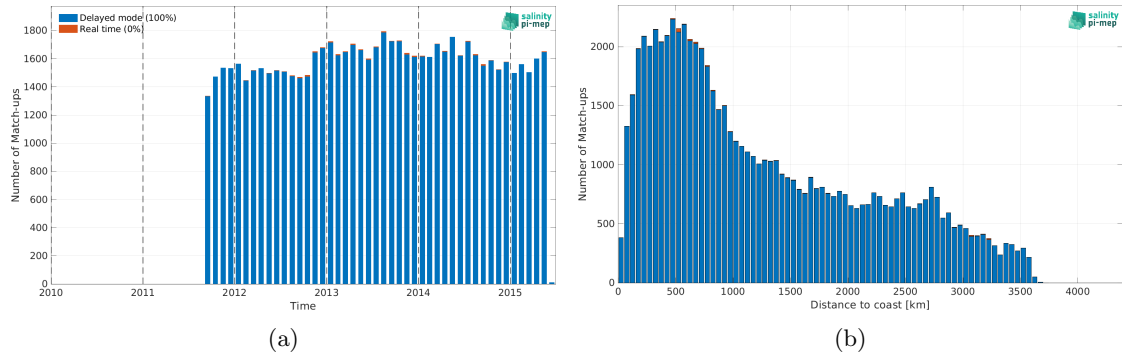 Delayed mode (100%)
Real time (0%)
salinity
pi-mep
Number of Match-ups
1800
1600
1400
1200
1000
800
600
400
200
0
2010
2011
2012
2013
2014
2015
Time
(a)
salinity
pi-mep
Number of Match-ups
2000
1500
1000
500
0
0
500
1000
1500
2000
2500
3000
3500
4000
Distance to coast [km]
(b)